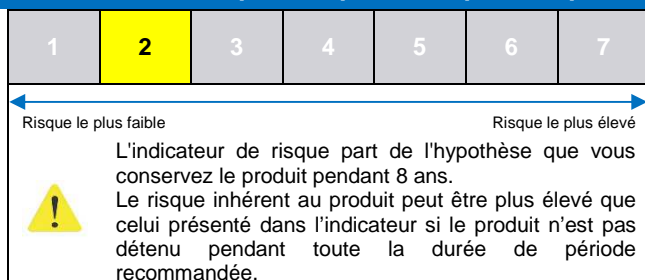 1 2 3 4 5 6 7
Risque le plus faible Risque le plus élevé
L'indicateur de risque part de l'hypothèse que vous
conservez le produit pendant 8 ans.
Le risque inhérent au produit peut être plus élevé que
celui présenté dans l’indicateur si le produit n’est pas
détenu pendant toute la durée de période
recommandée.